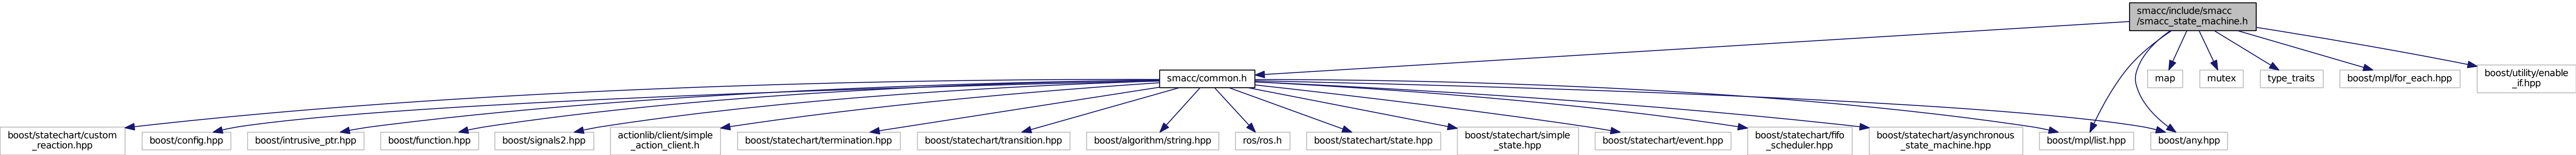 smacc/include/smacc
/smacc_state_machine.h
smacc/common.h
map
mutex
type_traits
boost/mpl/for_each.hpp
boost/utility/enable
_if.hpp
boost/statechart/custom
_reaction.hpp
boost/config.hpp
boost/intrusive_ptr.hpp
boost/function.hpp
boost/signals2.hpp
actionlib/client/simple
_action_client.h
boost/statechart/termination.hpp
boost/statechart/transition.hpp
boost/algorithm/string.hpp
ros/ros.h
boost/statechart/state.hpp
boost/statechart/simple
_state.hpp
boost/statechart/event.hpp
boost/statechart/fifo
_scheduler.hpp
boost/statechart/asynchronous
_state_machine.hpp
boost/mpl/list.hpp
boost/any.hpp